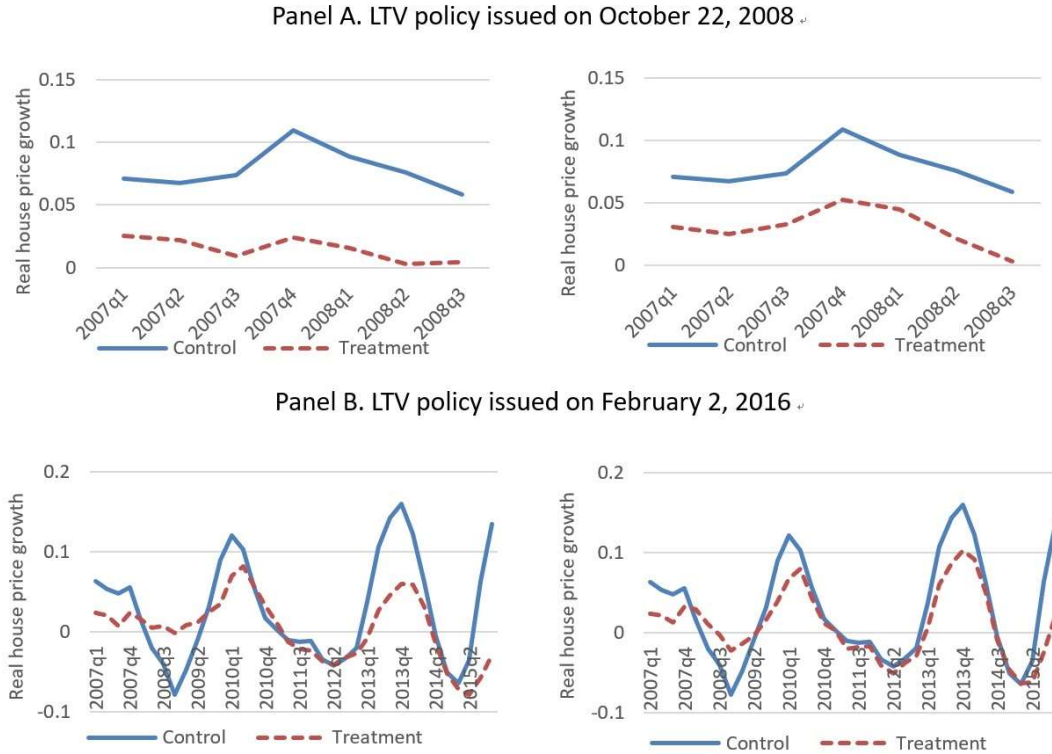 Panel A. LTV policy issued on October 22, 2008
Real house price growth
0.15
0.1
0.05
0
2007q1 2007q2 2007q3 2007q4 2008q1 2008q2 2008q3
Control Treatment
Real house price growth
0.15
0.1
0.05
0
2007q1 2007q2 2007q3 2007q4 2008q1 2008q2 2008q3
Control Treatment
Panel B. LTV policy issued on February 2, 2016
Real house price growth
0.2
0.1
0
-0.1
2007q1 2007q4 2008q3 2009q2 2010q1 2010q4 2011q3 2012q2 2013q1 2013q4 2014q3 2015q2
Control Treatment
Real house price growth
0.2
0.1
0
-0.1
2007q1 2007q4 2008q3 2009q2 2010q1 2010q4 2011q3 2012q2 2013q1 2013q4 2014q3 2015q2
Control Treatment